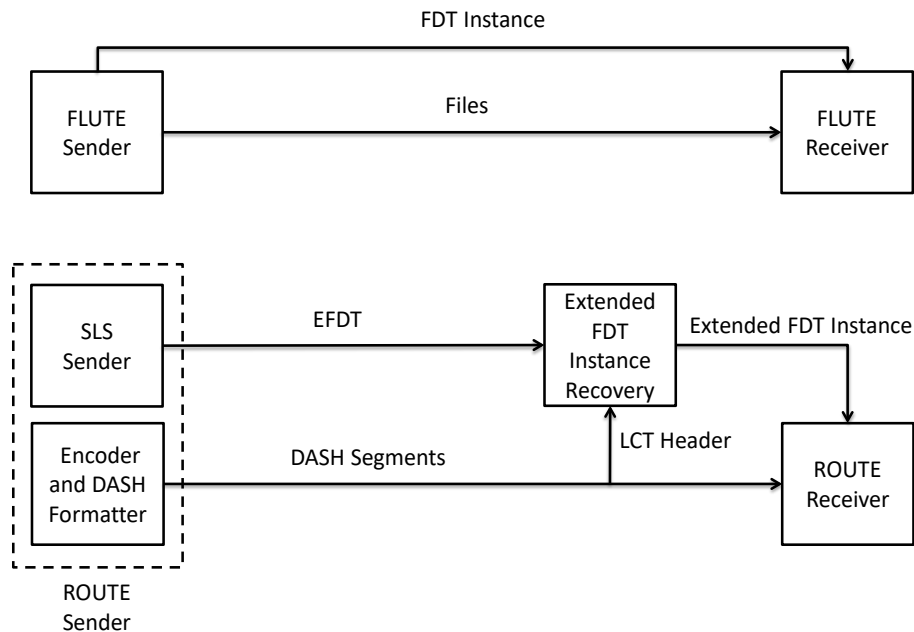 FDT Instance
FLUTE
Sender
Files
FLUTE
Receiver
SLS
Sender
EFDT
Extended
FDT
Instance
Recovery
Extended FDT Instance
Encoder
and DASH
Formatter
DASH Segments
LCT Header
ROUTE
Receiver
ROUTE
Sender